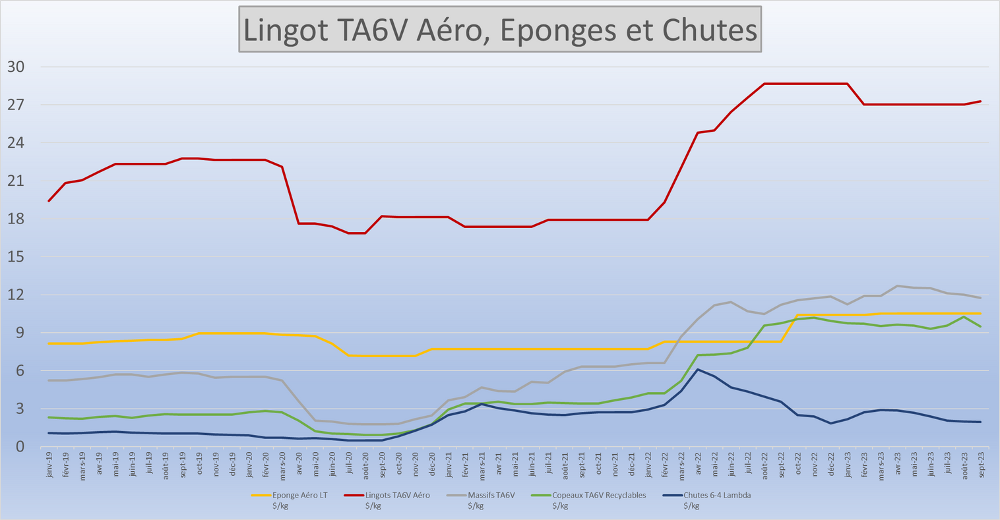 Lingot TA6V Aéro, Eponges et Chutes
30
27
24
21
18
15
12
9
6
3
0
janv-19 févr-19 mars-19 avr-19 mai-19 juin-19 juil-19 août-19 sept-19 oct-19 nov-19 déc-19 janv-20 févr-20 mars-20 avr-20 mai-20 juin-20 juil-20 août-20 sept-20 oct-20 nov-20 déc-20 janv-21 févr-21 mars-21 avr-21 mai-21 juin-21 juil-21 août-21 sept-21 oct-21 nov-21 déc-21 janv-22 févr-22 mars-22 avr-22 mai-22 juin-22 juil-22 août-22 sept-22 oct-22 nov-22 déc-22 janv-23 févr-23 mars-23 avr-23 mai-23 juin-23 juil-23 août-23 sept-23
Eponge Aéro LT Lingots TA6V Aéro Massifs TA6V Copeaux TA6V Recyclables Chutes 6-4 Lambda
$/kg $/kg $/kg $/kg $/kg